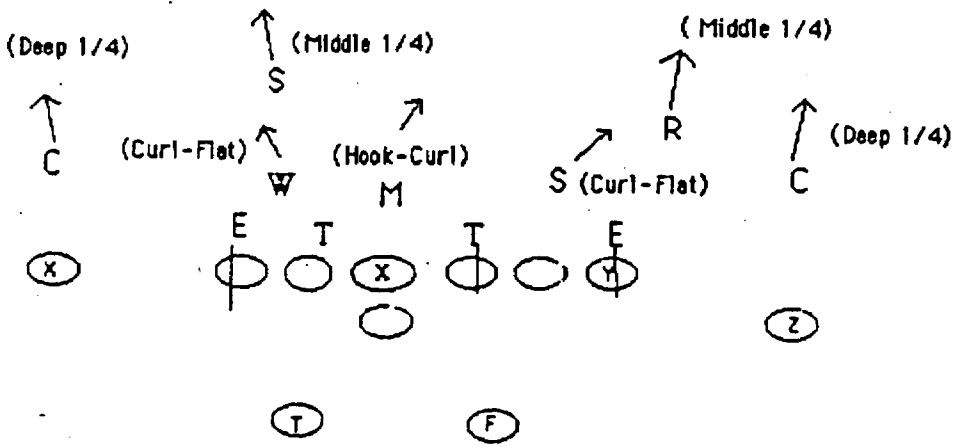 (Deep 1/4)
(Middle 1/4)
(Middle 1/4)
S
R
(Deep 1/4)
C
(Curl-Flat)
(Hook-Curl)
W
M
S (Curl-Flat)
C
E
T
T
E
X
X
Y
Z
T
F